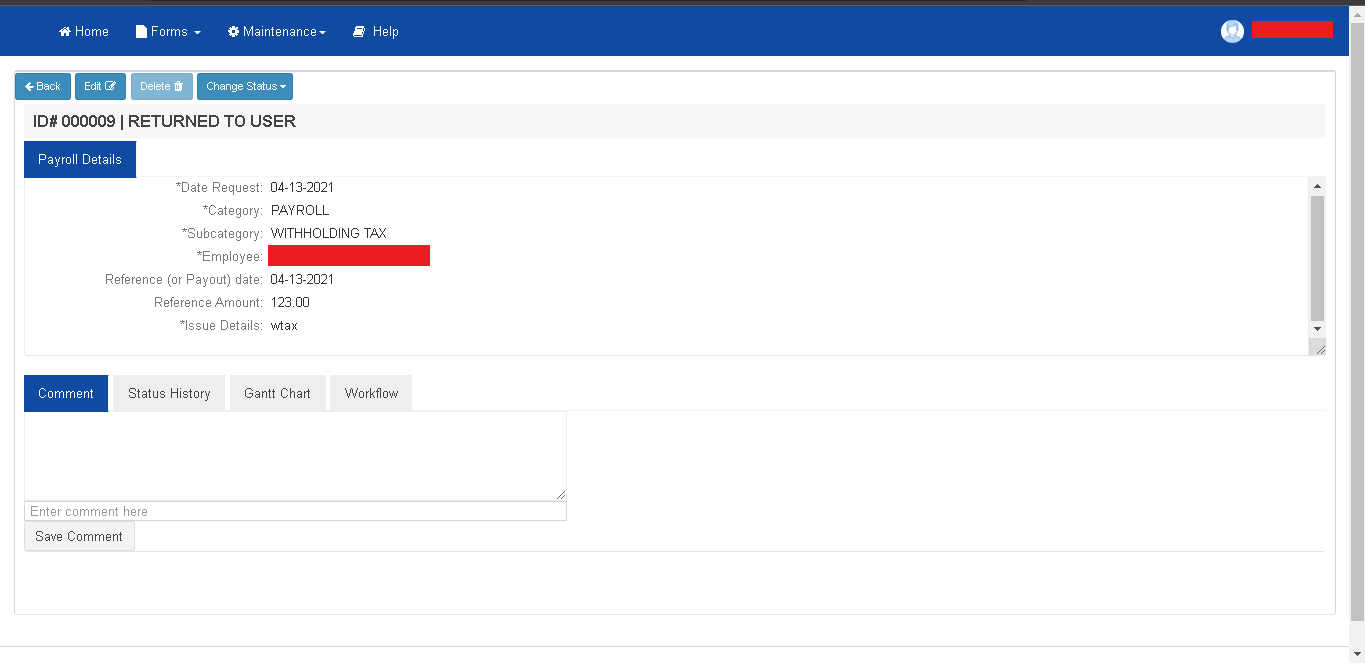 Home Forms Maintenance Help
Back Edit Delete Change Status
ID# 000009 | RETURNED TO USER
Payroll Details
*Date Request: 04-13-2021
*Category: PAYROLL
*Subcategory: WITHHOLDING TAX
*Employee:
Reference (or Payout) date: 04-13-2021
Reference Amount: 123.00
*Issue Details: wtax
Comment Status History Gantt Chart Workflow
Enter comment here
Save Comment